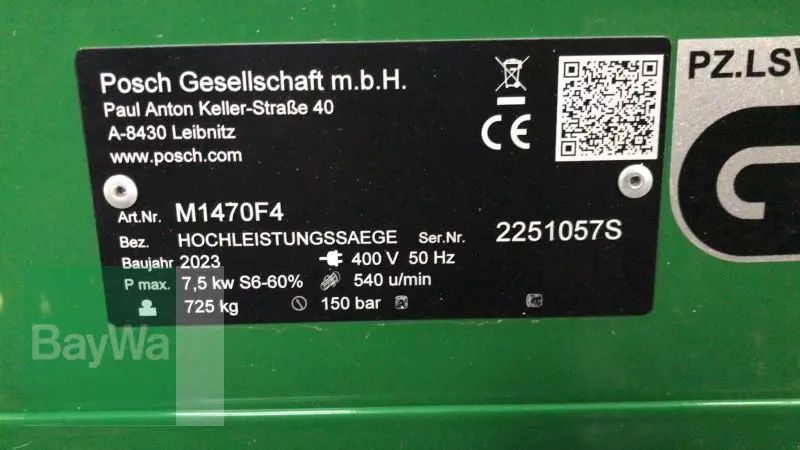 Posch Gesellschaft m.b.H.
Paul Anton Keller-Straße 40
A-8430 Leibnitz
www.posch.com
CE
PZ.LSV
Art.Nr. M1470F4
Bez. HOCHLEISTUNGSSAEGE Ser.Nr. 2251057S
Baujahr 2023 400 V 50 Hz
P max. 7,5 kw S6-60% 540 u/min
725 kg 150 bar
BayWa